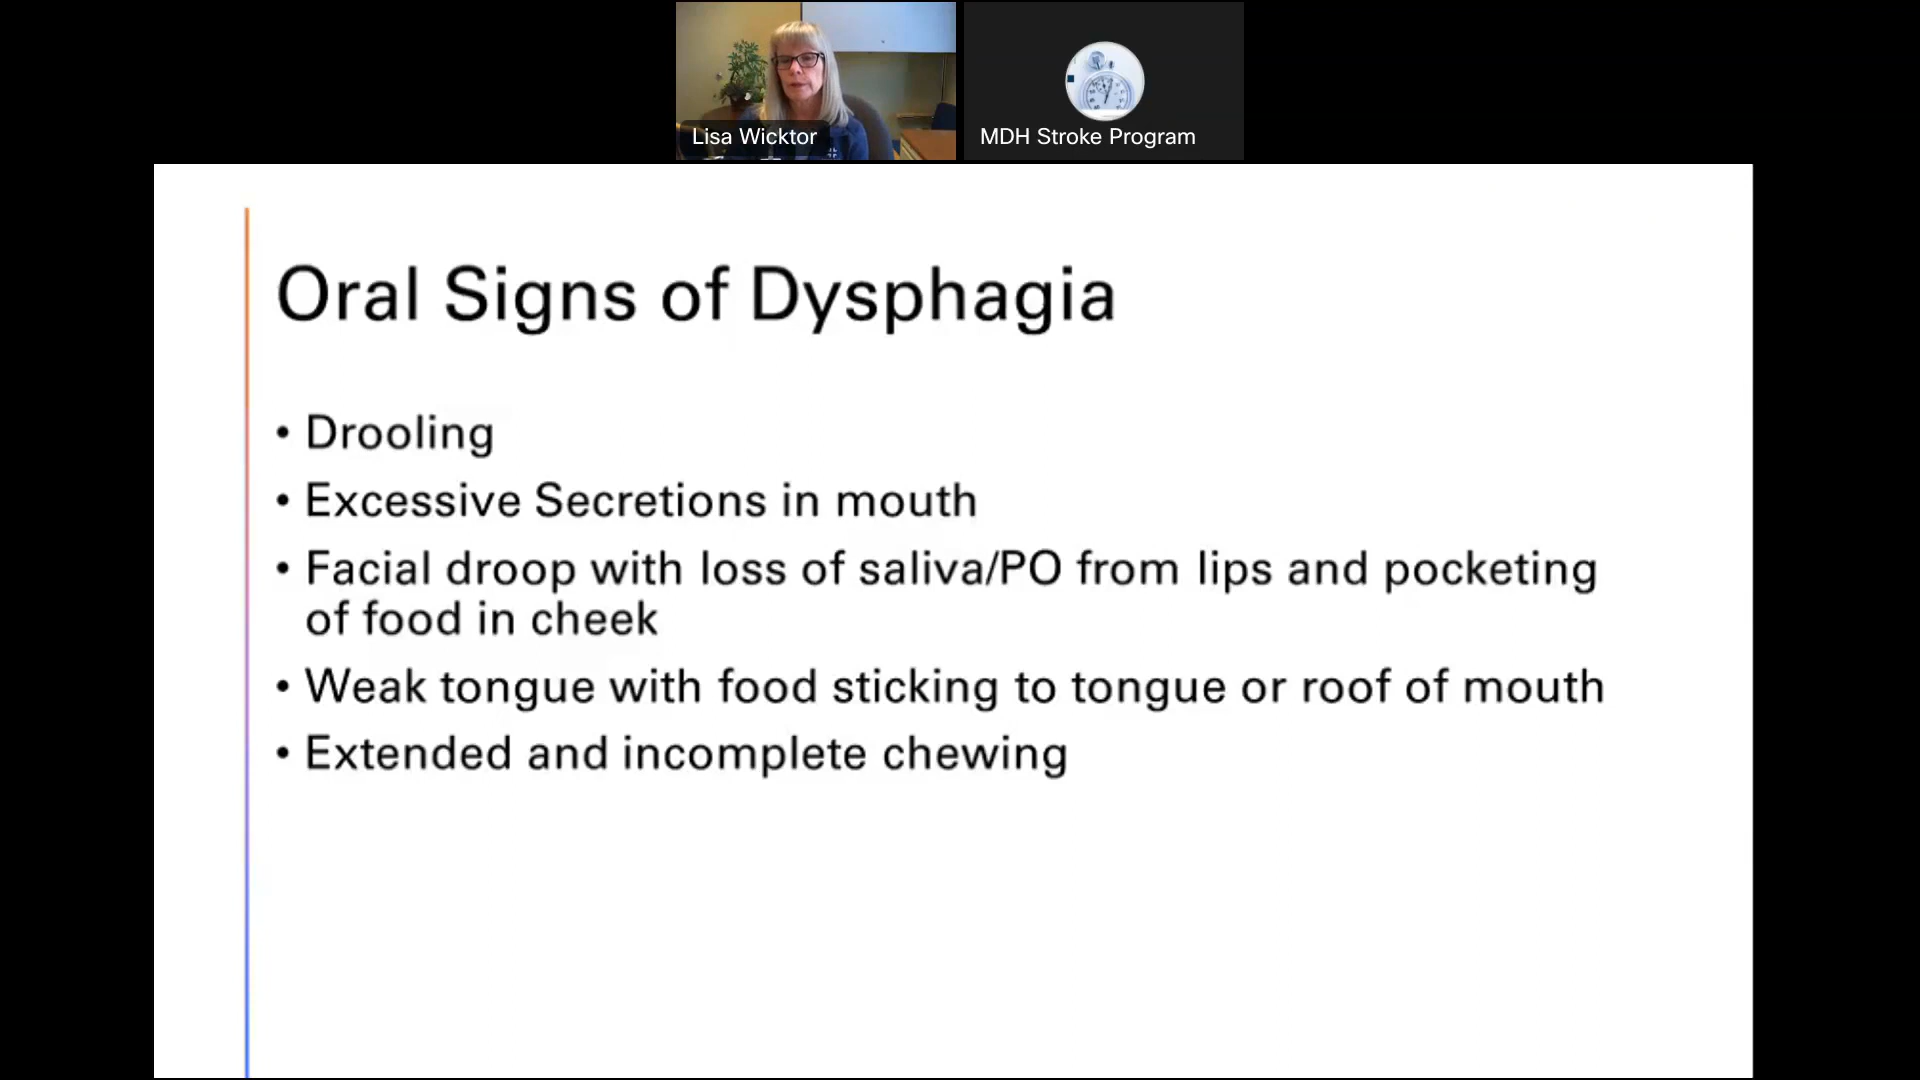 Lisa Wicktor
MDH Stroke Program
Oral Signs of Dysphagia
• Drooling
• Excessive Secretions in mouth
• Facial droop with loss of saliva/PO from lips and pocketing
of food in cheek
• Weak tongue with food sticking to tongue or roof of mouth
• Extended and incomplete chewing